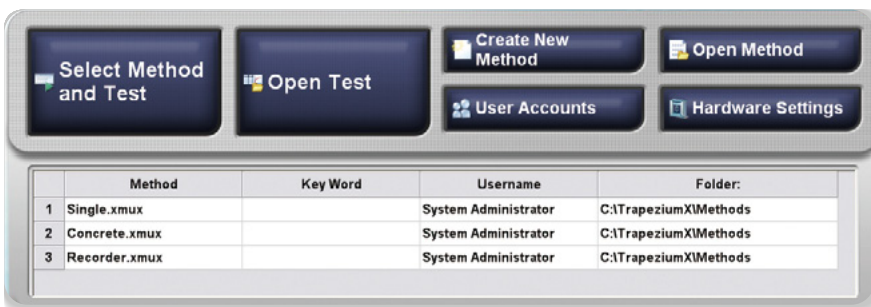 Select Method
and Test
Open Test
Create New
Method
Open Method
User Accounts
Hardware Settings
Method Key Word Username Folder:
1 Single.xmux System Administrator C:\TrapeziumX\Methods
2 Concrete.xmux System Administrator C:\TrapeziumX\Methods
3 Recorder.xmux System Administrator C:\TrapeziumX\Methods